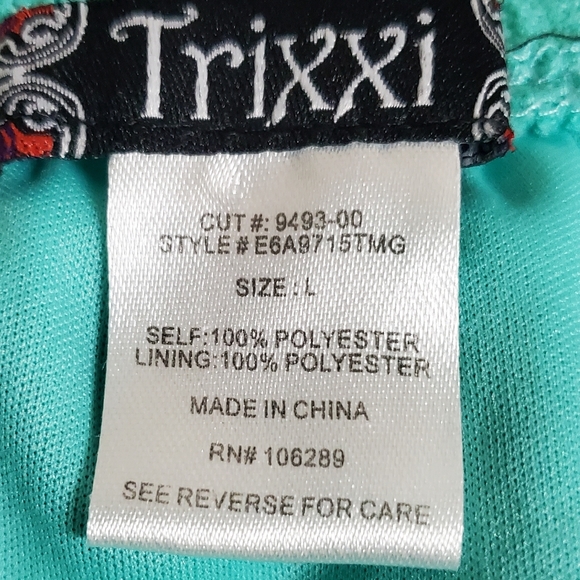 Trixxi
CUT #: 9493-00
STYLE # E6A9715TMG
SIZE : L
SELF:100% POLYESTER
LINING:100% POLYESTER
MADE IN CHINA
RN# 106289
SEE REVERSE FOR CARE